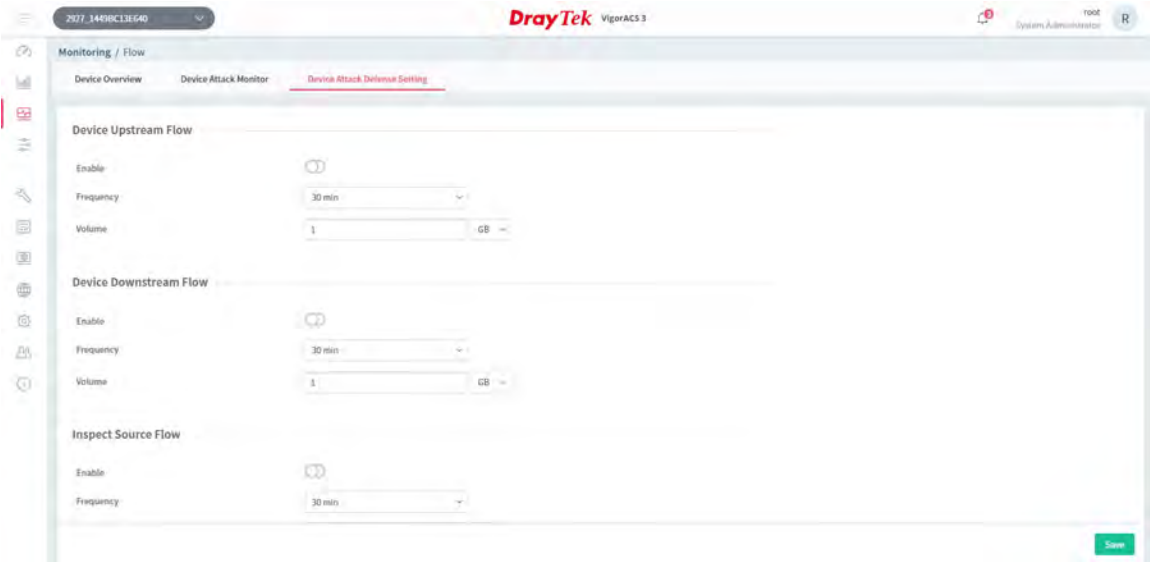 2927_1449BC13E640
DrayTek VigorACS 3
3
root
System Administrator
R
Monitoring / Flow
Device Overview Device Attack Monitor Device Attack Defense Setting
Device Upstream Flow
Enable
Frequency 30 min
Volume 1 GB
Device Downstream Flow
Enable
Frequency 30 min
Volume 1 GB
Inspect Source Flow
Enable
Frequency 30 min
Save